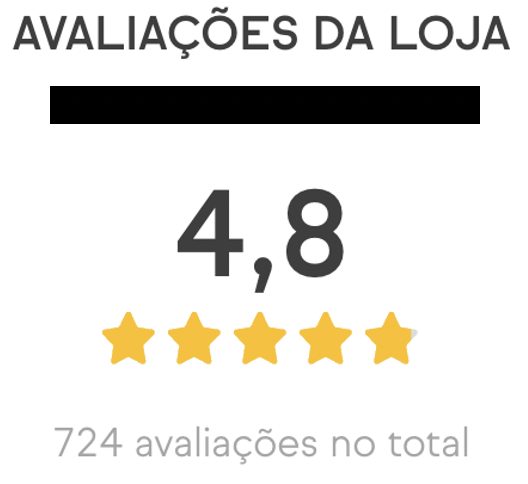 AVALIAÇÕES DA LOJA
4,8
724 avaliações no total